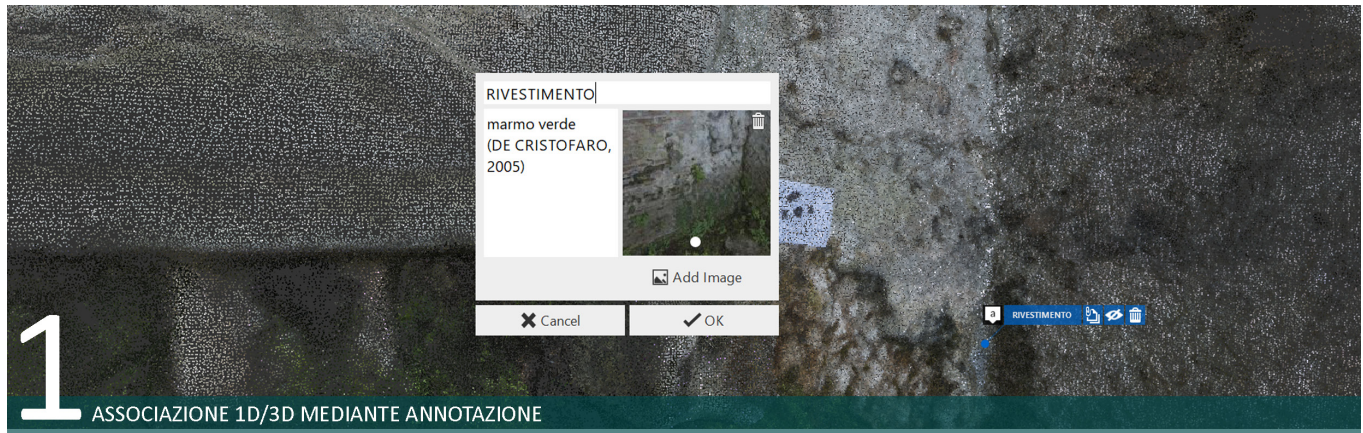 RIVESTIMENTO
marmo verde
(DE CRISTOFARO,
2005)
Add Image
Cancel
OK
a
RIVESTIMENTO
1
ASSOCIAZIONE 1D/3D MEDIANTE ANNOTAZIONE